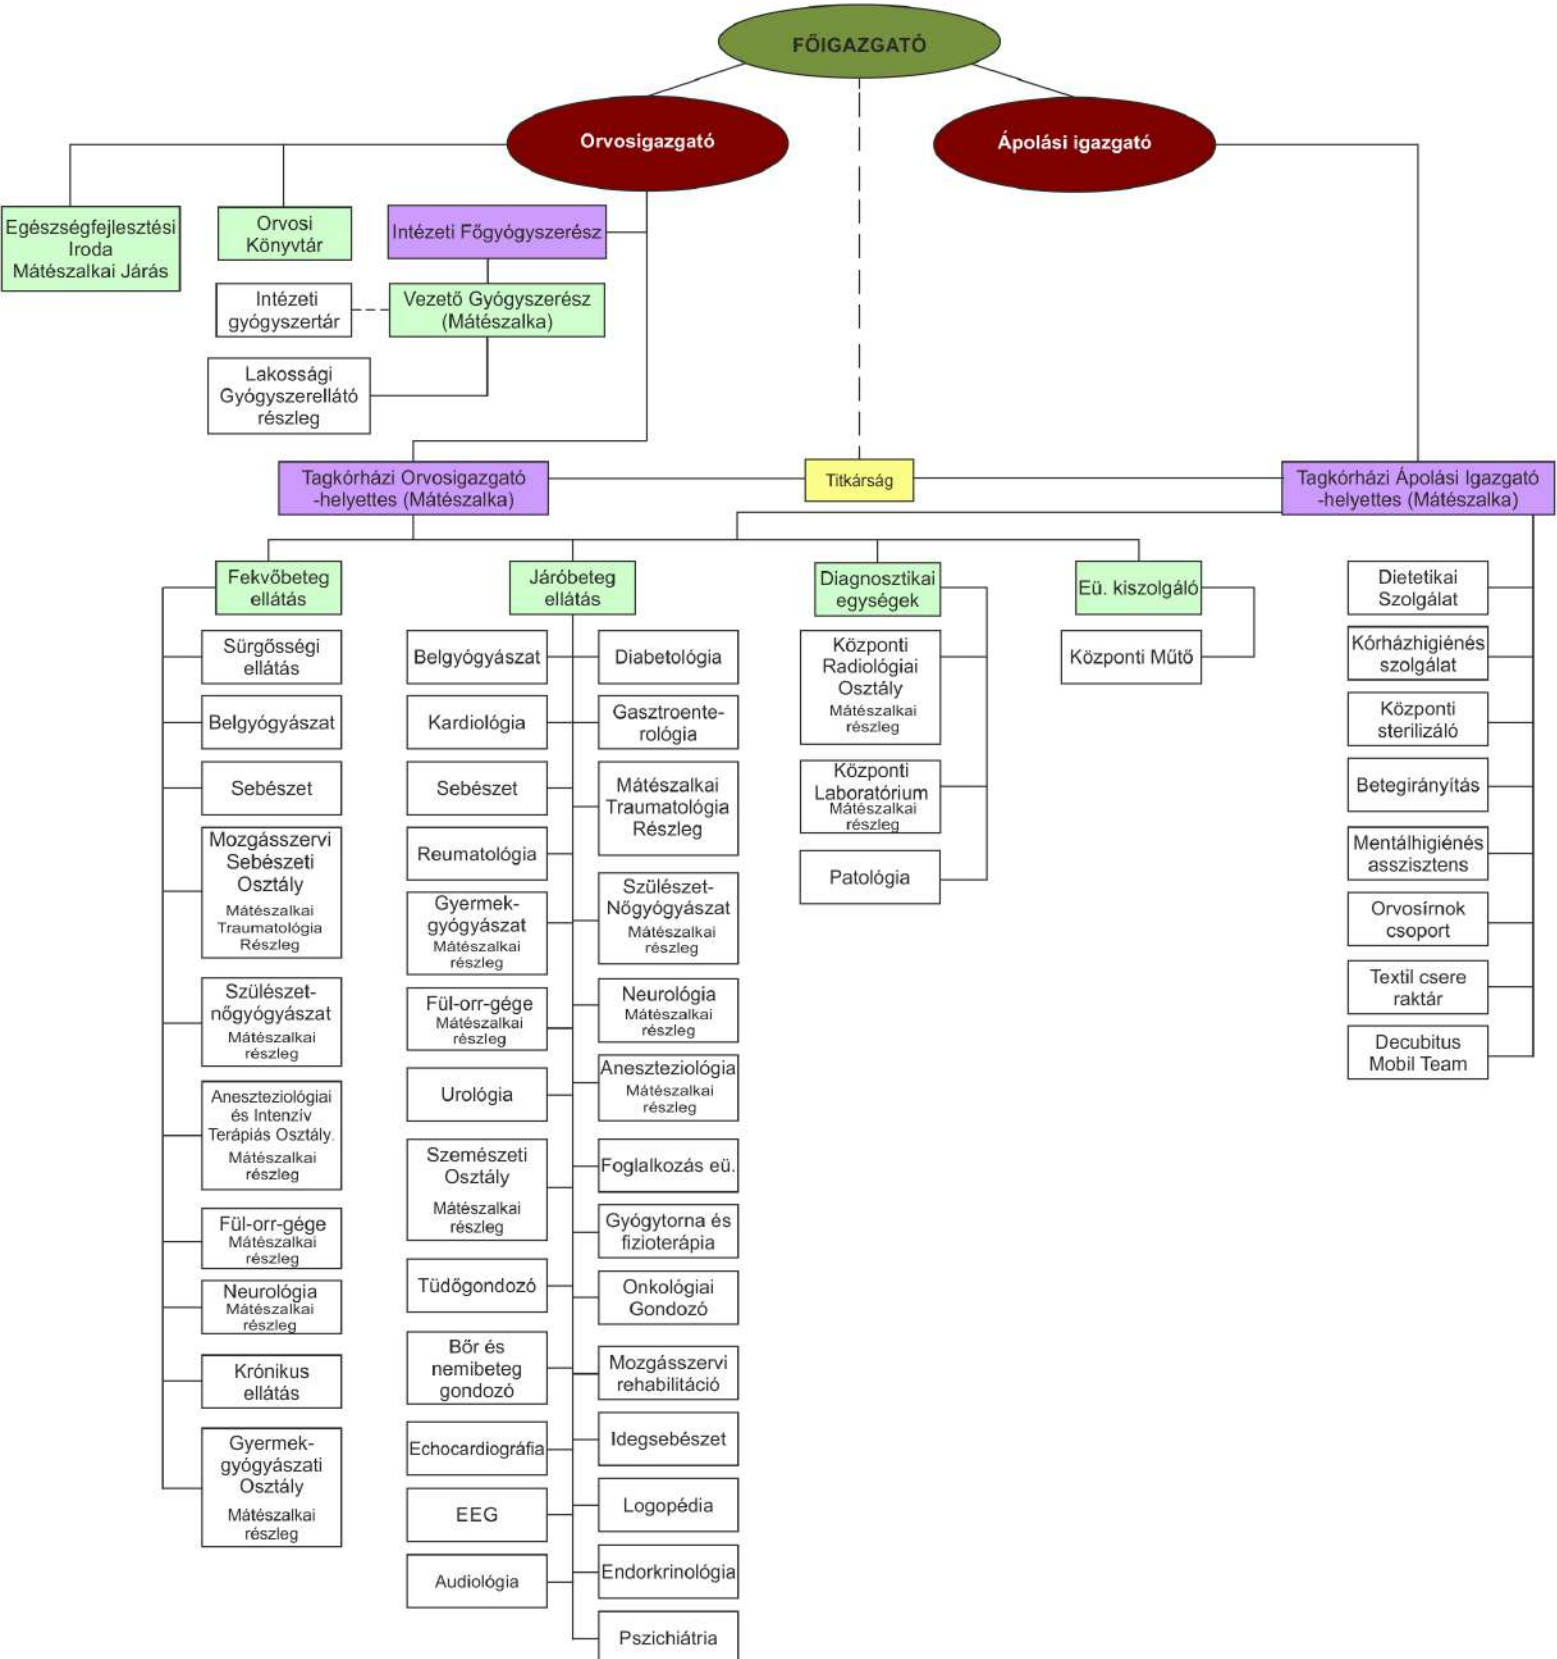 FŐIGAZGATÓ
Orvosigazgató
Ápolási igazgató
Egészségfejlesztési
Iroda
Mátészalkai Járás
Orvosi
Könyvtár
Intézeti Főgyógyszerész
Intézeti
gyógyszertár
Vezető Gyógyszerész
(Mátészalka)
Lakossági
Gyógyszerellátó
részleg
Tagkórházi Orvosigazgató
-helyettes (Mátészalka)
Titkárság
Tagkórházi Ápolási Igazgató
-helyettes (Mátészalka)
Fekvőbeteg
ellátás
Sürgősségi
ellátás
Belgyógyászat
Sebészet
Mozgásszervi
Sebészeti
Osztály
Mátészalkai
Traumatológia
Részleg
Szülészet-
nőgyógyászat
Mátészalkai
részleg
Aneszteziológiai
és Intenzív
Terápiás Osztály.
Mátészalkai
részleg
Fül-orr-gége
Mátészalkai
részleg
Neurológia
Mátészalkai
részleg
Krónikus
ellátás
Gyermek-
gyógyászati
Osztály
Mátészalkai
részleg
Járóbeteg
ellátás
Belgyógyászat
Kardiológia
Sebészet
Reumatológia
Gyermek-
gyógyászat
Mátészalkai
részleg
Fül-orr-gége
Mátészalkai
részleg
Urológia
Szemészeti
Osztály
Mátészalkai
részleg
Tüdőgondozó
Bőr és
nemibeteg
gondozó
Echocardiográfia
EEG
Audiológia
Diabetológia
Gasztroente-
rológia
Mátészalkai
Traumatológia
Részleg
Szülészet-
Nőgyógyászat
Mátészalkai
részleg
Neurológia
Mátészalkai
részleg
Aneszteziológia
Mátészalkai
részleg
Foglalkozás eü.
Gyógytorna és
fizioterápia
Onkológiai
Gondozó
Mozgásszervi
rehabilitáció
Idegsebészet
Logopédia
Endorkrinológia
Pszichiátria
Diagnosztikai
egységek
Központi
Radiológiai
Osztály
Mátészalkai
részleg
Központi
Laboratórium
Mátészalkai
részleg
Patológia
Eü. kiszolgáló
Központi Műtő
Dietetikai
Szolgálat
Kórházhigiénés
szolgálat
Központi
sterilizáló
Betegirányítás
Mentálhigiénés
asszisztens
Orvosírnok
csoport
Textil csere
raktár
Decubitus
Mobil Team